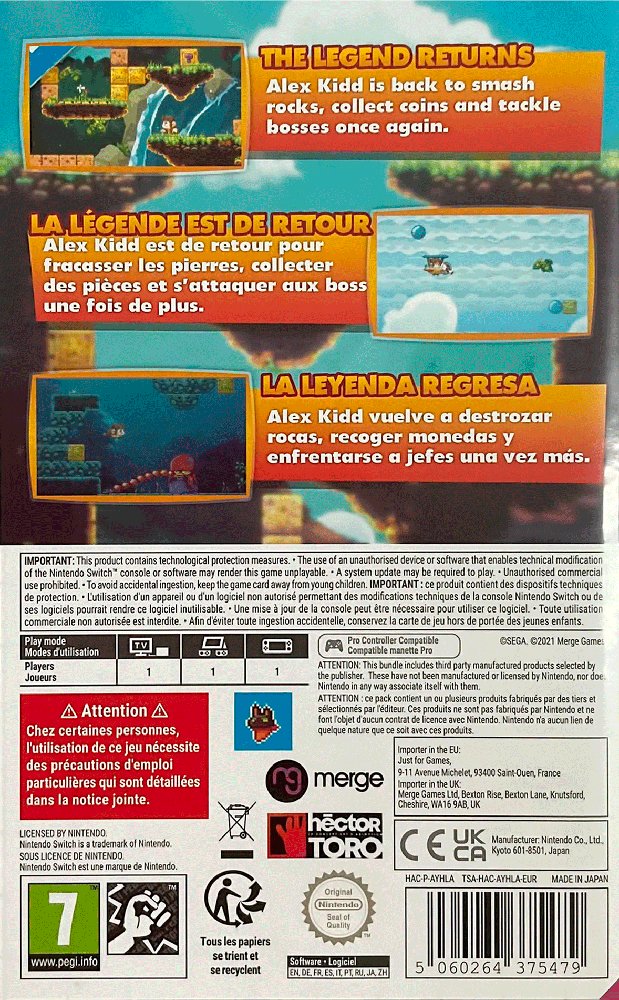 THE LEGEND RETURNS
Alex Kidd is back to smash
rocks, collect coins and tackle
bosses once again.
LA LÉGENDE EST DE RETOUR
Alex Kidd est de retour pour
fracasser les pierres, collecter
des pièces et s'attaquer aux boss
une fois de plus.
LA LEYENDA REGRESA
Alex Kidd vuelve a destrozar
rocas, recoger monedas y
enfrentarse a jefes una vez más.
IMPORTANT: This product contains technological protection measures. • The use of an unauthorised device or software that enables technical modification
of the Nintendo Switch™ console or software may render this game unplayable. • A system update may be required to play. • Unauthorised commercial
use prohibited. • To avoid accidental ingestion, keep the game card away from young children. IMPORTANT : ce produit contient des dispositifs techniques
de protection. • L'utilisation d'un appareil ou d'un logiciel non autorisé permettant des modifications techniques de la console Nintendo Switch ou de
ses logiciels pourrait rendre ce logiciel inutilisable. • Une mise à jour de la console peut être nécessaire pour utiliser ce logiciel. • Toute utilisation
commerciale non autorisée est interdite. • Afin d'éviter toute ingestion accidentelle, conservez la carte de jeu hors de portée des jeunes enfants.
Play mode
Modes d'utilisation
TV
Players
Joueurs
1 1 1
Pro Controller Compatible
Compatible manette Pro
©SEGA. ©2021 Merge Games
ATTENTION: This bundle includes third party manufactured products selected by
the publisher. These have not been manufactured or licensed by Nintendo, nor doe
Nintendo in any way associate itself with them.
ATTENTION : ce pack contient un ou plusieurs produits fabriqués par des tiers et
sélectionnés par l'éditeur. Ces produits ne sont pas fabriqués par Nintendo et ne
font l'objet d'aucun contrat de licence avec Nintendo. Nintendo n'a aucun lien de
quelque nature que ce soit avec ces produits.
Attention
Chez certaines personnes,
l'utilisation de ce jeu nécessite
des précautions d'emploi
particulières qui sont détaillées
dans la notice jointe.
merge
hēctor
TORO
Importer in the EU:
Just for Games,
9-11 Avenue Michelet, 93400 Saint-Ouen, France
Importer in the UK:
Merge Games Ltd, Bexton Rise, Bexton Lane, Knutsford,
Cheshire, WA16 9AB, UK
CE UK
CA
Manufacturer: Nintendo Co., Ltd.,
Kyoto 601-8501, Japan
LICENSED BY NINTENDO.
Nintendo Switch is a trademark of Nintendo.
SOUS LICENCE DE NINTENDO.
Nintendo Switch est une marque de Nintendo.
HAC-P-AYHLA TSA-HAC-AYHLA-EUR MADE IN JAPAN
7
www.pegi.info
Tous les papiers
se trient et
se recyclent
Original
Nintendo
Seal of
Quality
Software • Logiciel
EN, DE, FR, ES, IT, PT, RU, JA, ZH
5 060264 375479